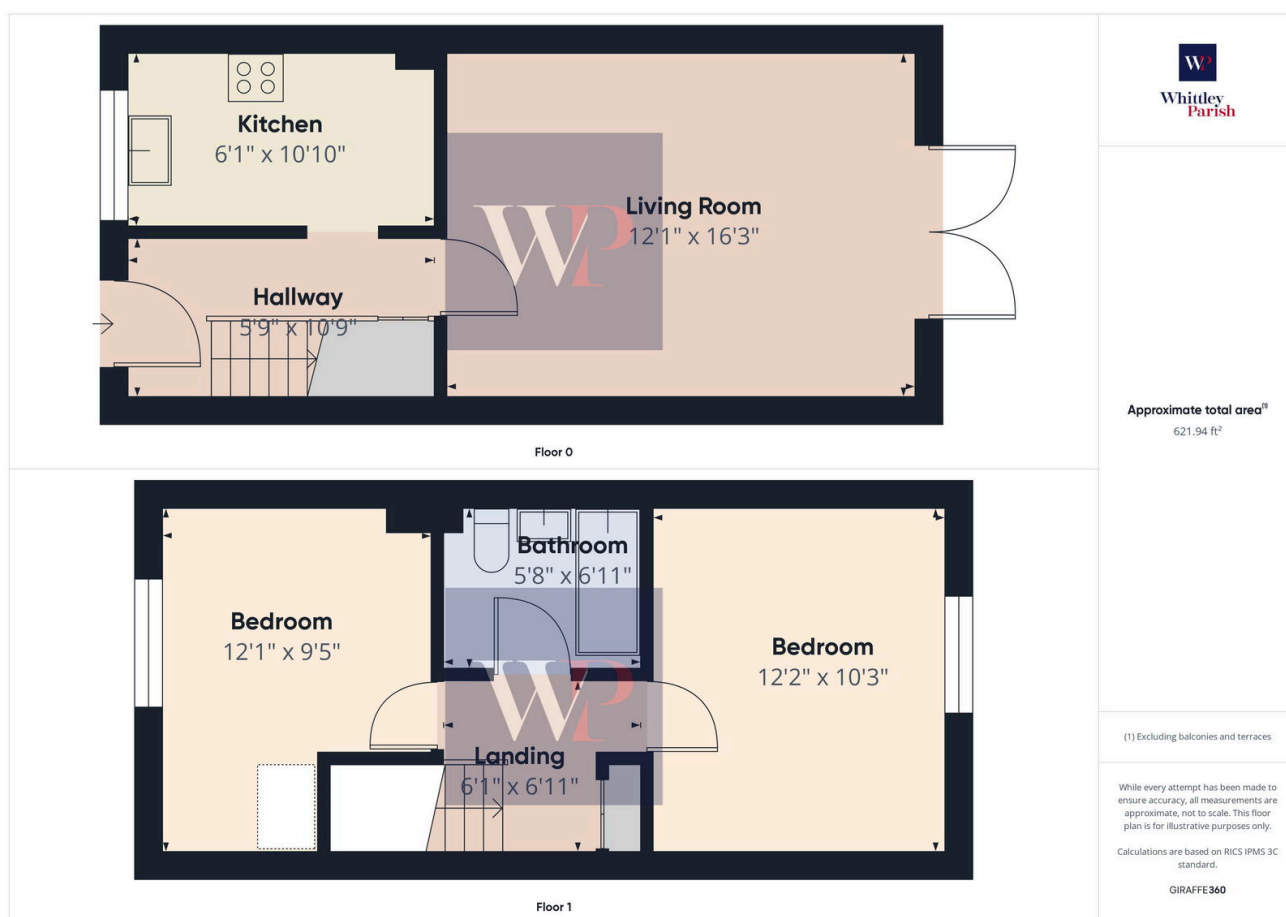 Kitchen
6'1" x 10'10"
Living Room
12'1" x 16'3"
WP
Hallway
5'9" x 10'9"
Floor 0
Bathroom
5'8" x 6'11"
Bedroom
12'1" x 9'5"
Bedroom
12'2" x 10'3"
WP
Landing
6'1" x 6'11"
Floor 1
WP
Whittley
Parish
Approximate total area(1)
621.94 ft²
(1) Excluding balconies and terraces
While every attempt has been made to
ensure accuracy, all measurements are
approximate, not to scale. This floor
plan is for illustrative purposes only.
Calculations are based on RICS IPMS 3C
standard.
GIRAFFE360